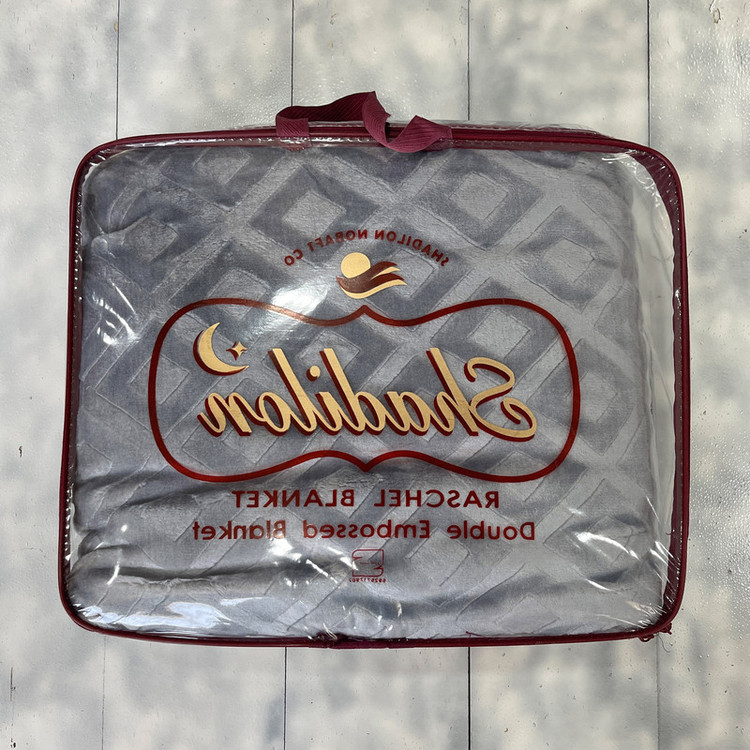 SHADILON NOBAFT CO
Shadilon
RASCHEL BLANKET
Double Embossed Blanket